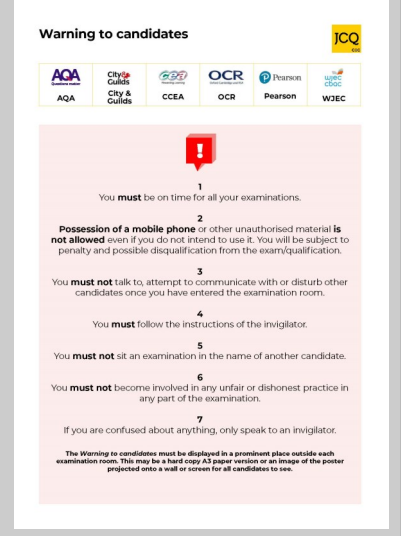 Warning to candidates
JCQ
AQA
City&
Guilds
cea
OCR
Pearson
wjec
cbac
AQA
City &
Guilds
CCEA
OCR
Pearson
WJEC
!
1
You must be on time for all your examinations.
2
Possession of a mobile phone or other unauthorised material is
not allowed even if you do not intend to use it. You will be subject to
penalty and possible disqualification from the exam/qualification.
3
You must not talk to, attempt to communicate with or disturb other
candidates once you have entered the examination room.
4
You must follow the instructions of the invigilator.
5
You must not sit an examination in the name of another candidate.
6
You must not become involved in any unfair or dishonest practice in
any part of the examination.
7
If you are confused about anything, only speak to an invigilator.
The Warning to candidates must be displayed in a prominent place outside each
examination room. This may be a hard copy A3 paper version or an image of the poster
projected onto a wall or screen for all candidates to see.